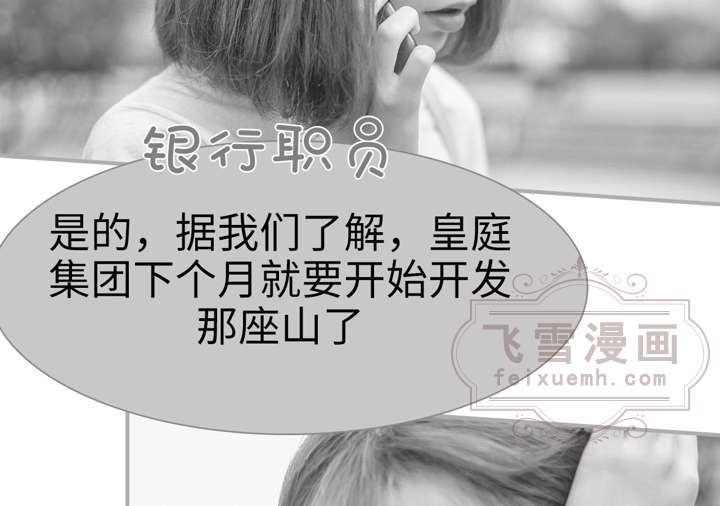 银行职员
是的，据我们了解，皇庭
集团下个月就要开始开发
那座山了
飞雪漫画
feixuemh.com